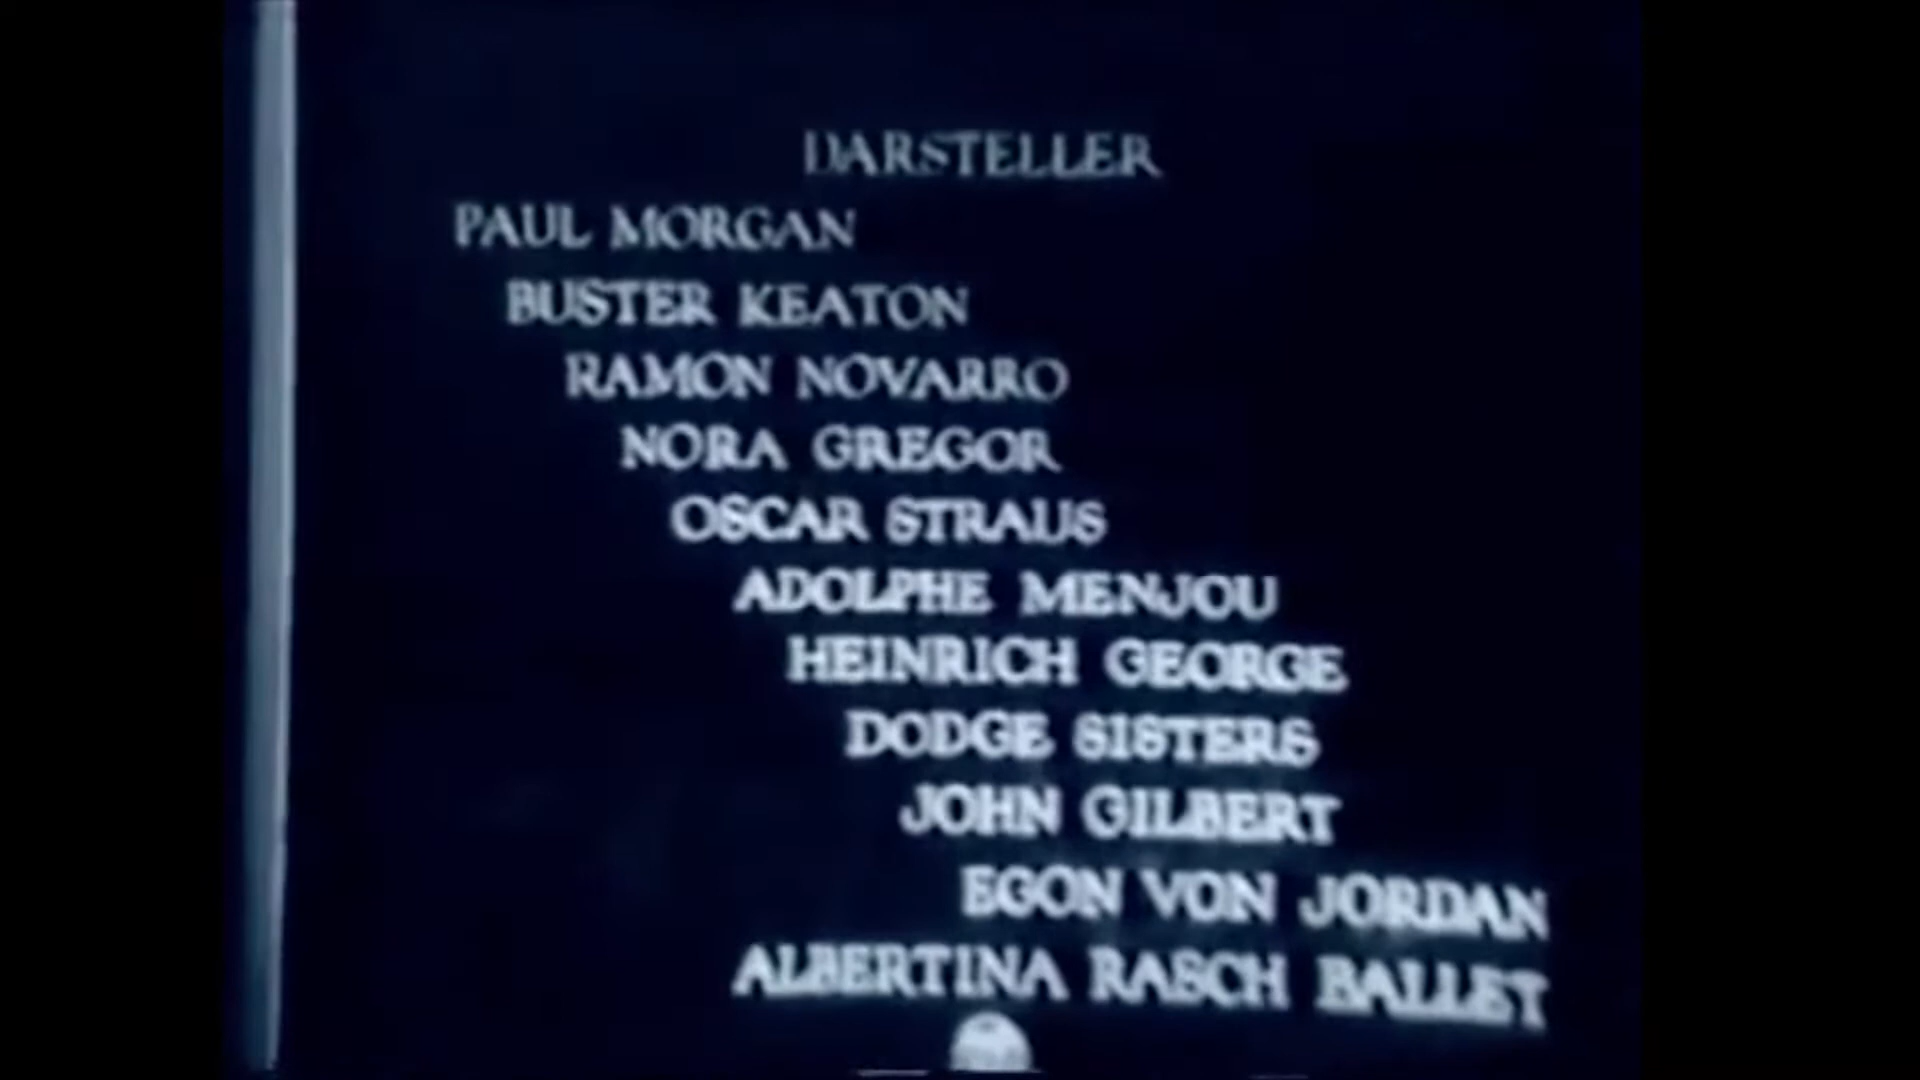 DARSTELLER
PAUL MORGAN
BUSTER KEATON
RAMON NOVARRO
NORA GREGOR
OSCAR STRAUS
ADOLPHE MENJOU
HEINRICH GEORGE
DODGE SISTERS
JOHN GILBERT
EGON VON JORDAN
ALBERTINA RASCH BALLET